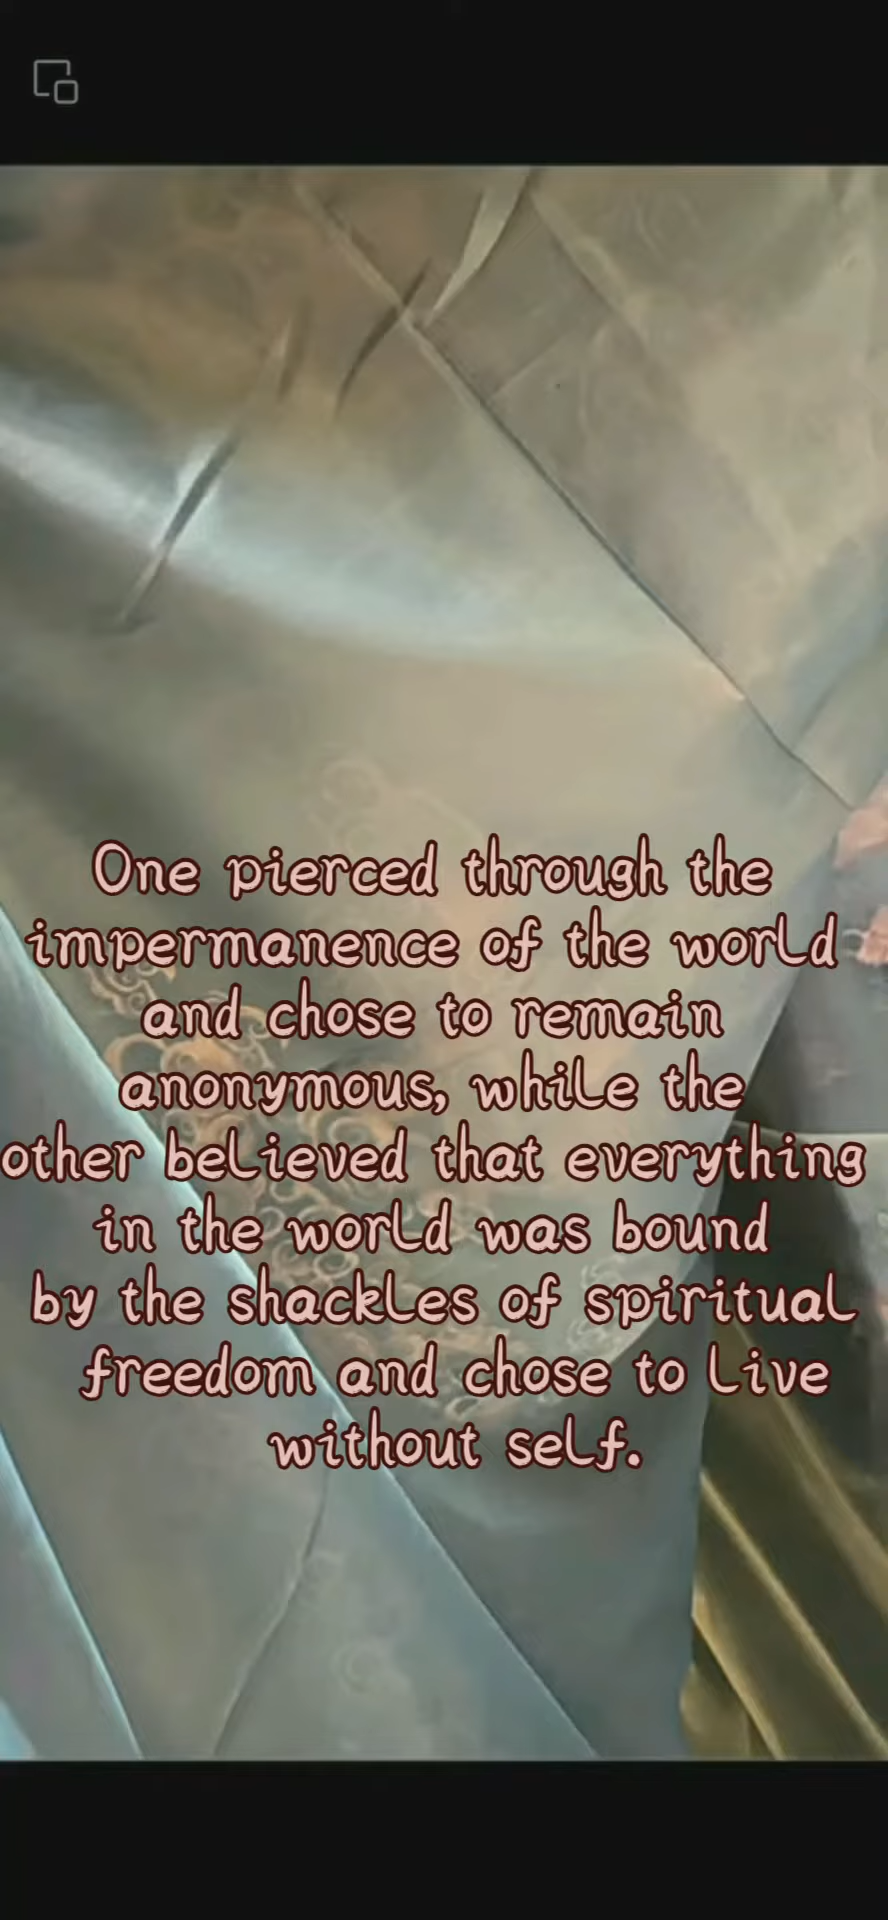 One pierced through the
impermanence of the world
and chose to remain
anonymous, while the
other believed that everything
in the world was bound
by the shackles of spiritual
freedom and chose to live
without self.